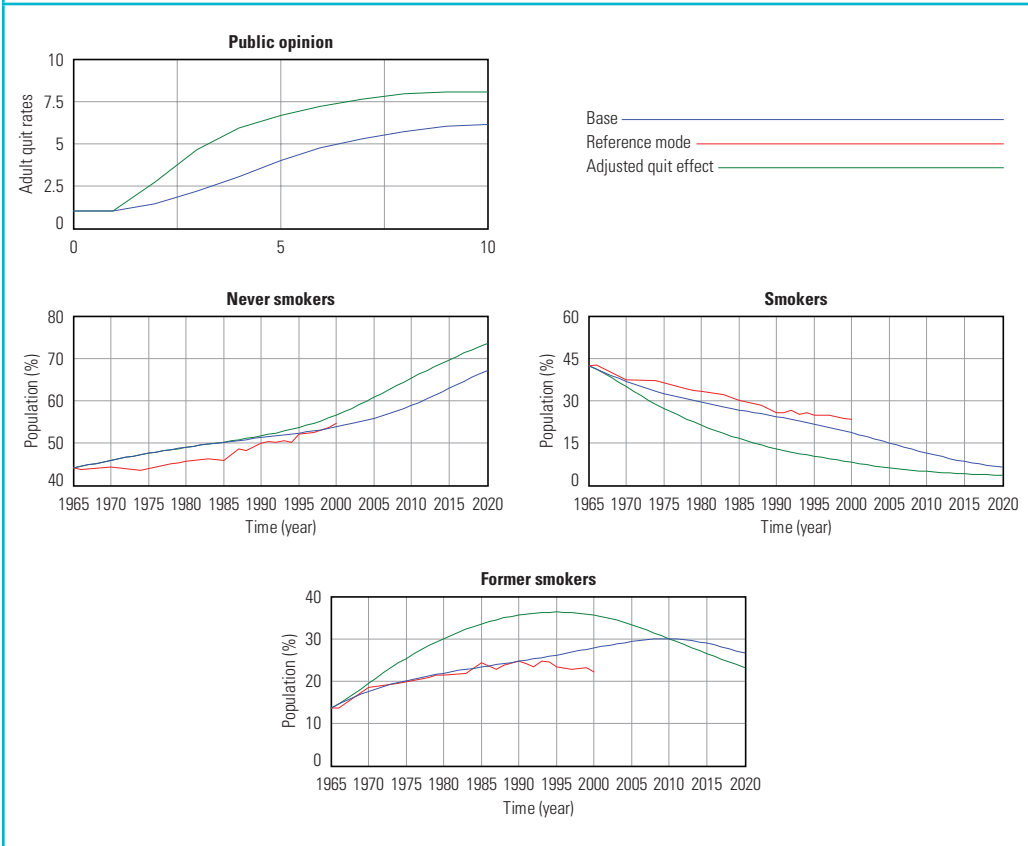 Public opinion
10
7.5
5
2.5
0
Adult quit rates
0 5 10
Base
Reference mode
Adjusted quit effect
Never smokers
80
70
60
50
40
Population (%)
1965 1970 1975 1980 1985 1990 1995 2000 2005 2010 2015 2020
Time (year)
Smokers
60
45
30
15
0
Population (%)
1965 1970 1975 1980 1985 1990 1995 2000 2005 2010 2015 2020
Time (year)
Former smokers
40
30
20
10
0
Population (%)
1965 1970 1975 1980 1985 1990 1995 2000 2005 2010 2015 2020
Time (year)